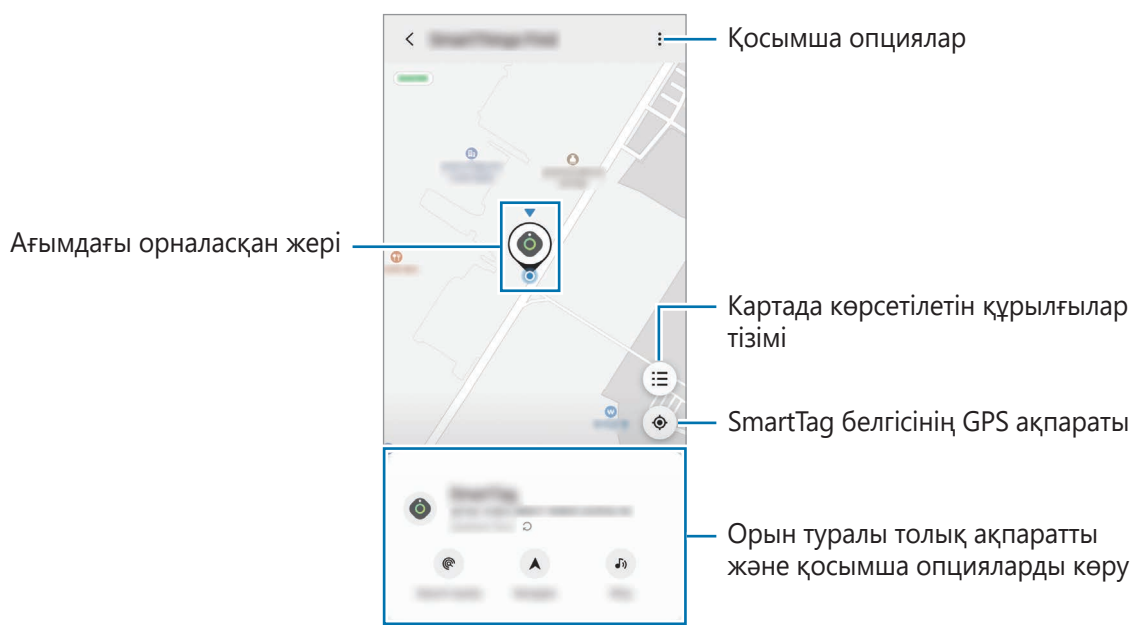 Қосымша опциялар
Ағымдағы орналасқан жері
Картада көрсетілетін құрылғылар
тізімі
SmartTag белгісінің GPS ақпараты
Орын туралы толық ақпаратты
және қосымша опцияларды көру